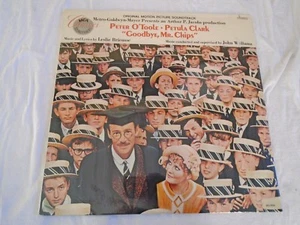 ORIGINAL MOTION PICTURE SOUNDTRACK
Metro-Goldwyn-Mayer Presents an Arthur P. Jacobs production
PETER O'TOOLE • PETULA CLARK
"Goodbye, Mr. Chips"
Music and Lyrics by Leslie Bricusse
Music conducted and supervised by John Williams